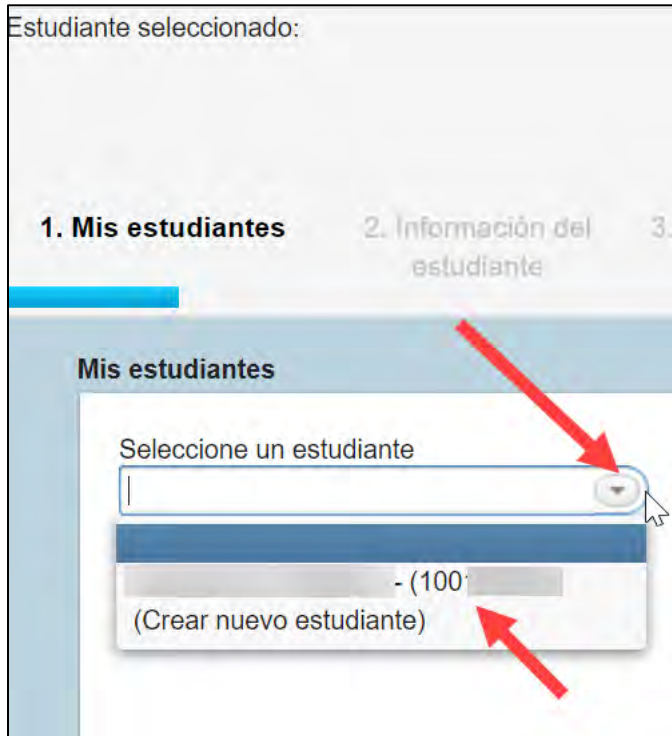 Estudiante seleccionado:
1. Mis estudiantes
2. Información del
estudiante
3.
Mis estudiantes
Seleccione un estudiante
- (100
(Crear nuevo estudiante)